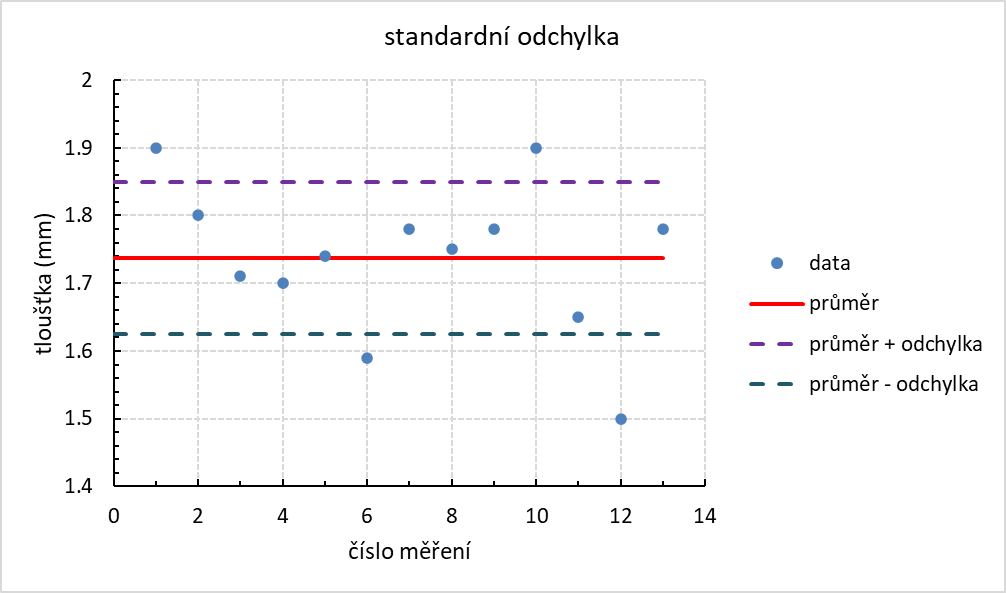 standardní odchylka
2
1.9
1.8
1.7
1.6
1.5
1.4
tloušťka (mm)
0 2 4 6 8 10 12 14
číslo měření
data
průměr
průměr + odchylka
průměr - odchylka